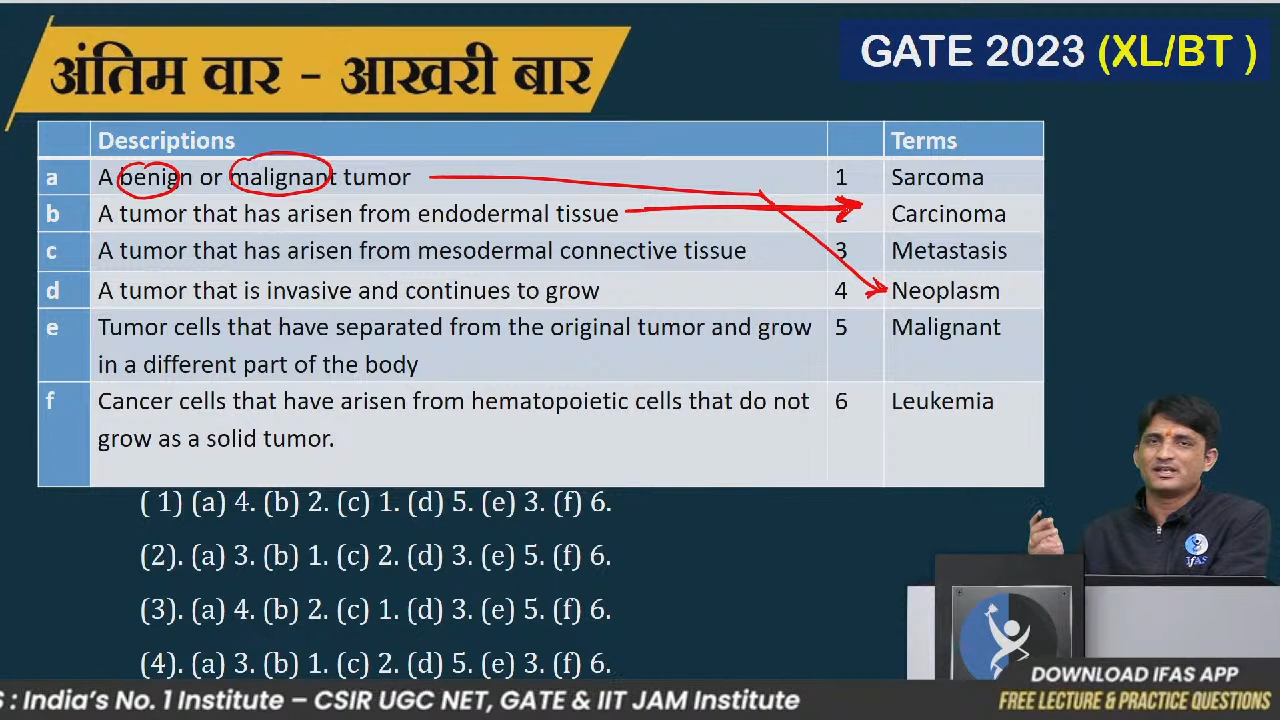 अंतिम वार - आखरी बार
GATE 2023 (XL/BT )
Descriptions Terms
a A benign or malignant tumor 1 Sarcoma
b A tumor that has arisen from endodermal tissue 2 Carcinoma
c A tumor that has arisen from mesodermal connective tissue 3 Metastasis
d A tumor that is invasive and continues to grow 4 Neoplasm
e Tumor cells that have separated from the original tumor and grow 5 Malignant
in a different part of the body
f Cancer cells that have arisen from hematopoietic cells that do not 6 Leukemia
grow as a solid tumor.
( 1) (a) 4. (b) 2. (c) 1. (d) 5. (e) 3. (f) 6.
(2). (a) 3. (b) 1. (c) 2. (d) 3. (e) 5. (f) 6.
(3). (a) 4. (b) 2. (c) 1. (d) 3. (e) 5. (f) 6.
(4). (a) 3. (b) 1. (c) 2. (d) 5. (e) 3. (f) 6.
iFAS
DOWNLOAD IFAS APP
S : India's No. 1 Institute – CSIR UGC NET, GATE & IIT JAM Institute
FREE LECTURE & PRACTICE QUESTIONS